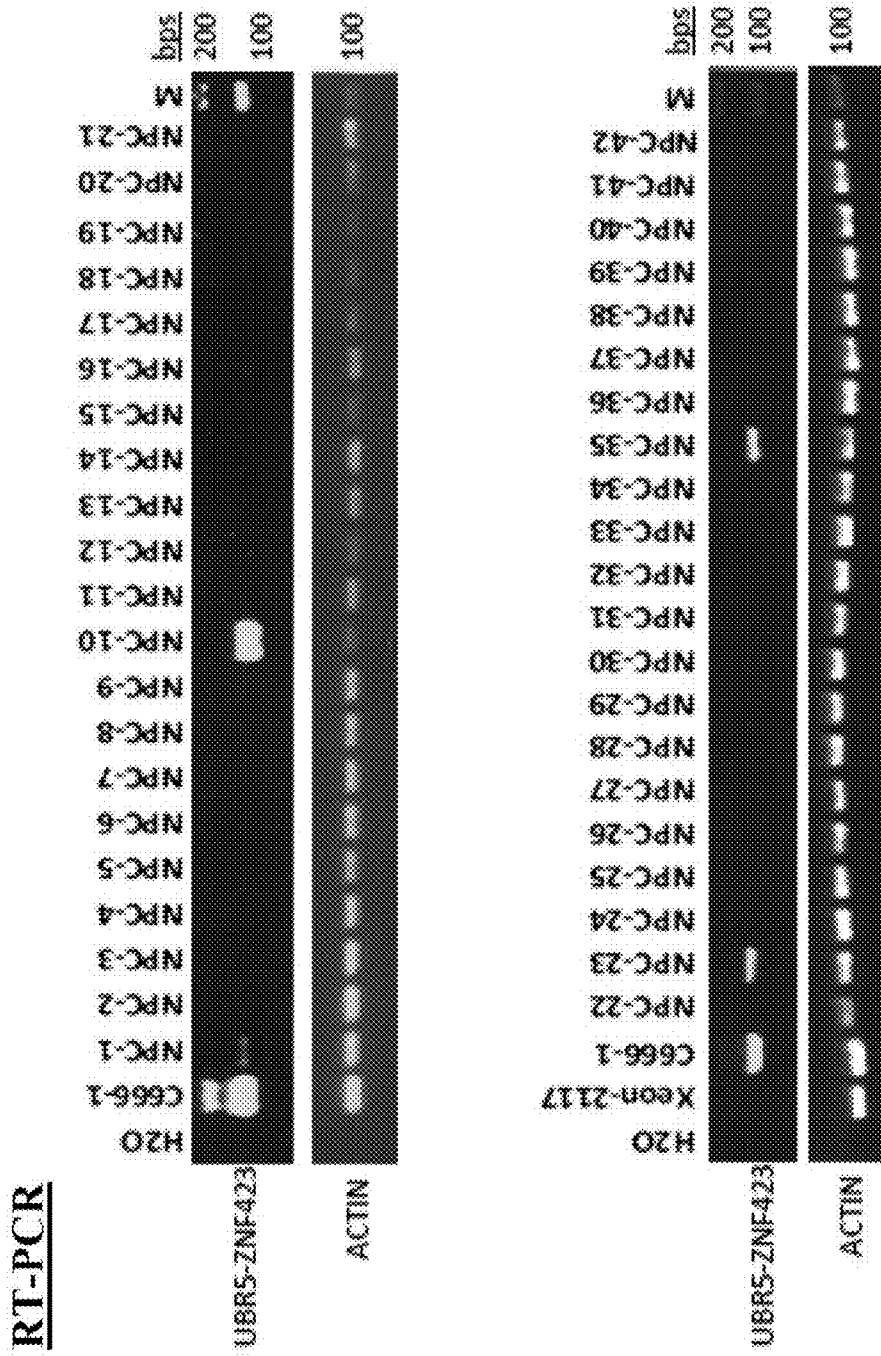 RT-PCR
H2O
C666-1
NPC-1
NPC-2
NPC-3
NPC-4
NPC-5
NPC-6
NPC-7
NPC-8
NPC-9
NPC-10
NPC-11
NPC-12
NPC-13
NPC-14
NPC-15
NPC-16
NPC-17
NPC-18
NPC-19
NPC-20
NPC-21
M
bps
200
100
UBR5-ZNF423
100
ACTIN
H2O
Xeon-2117
C666-1
NPC-22
NPC-23
NPC-24
NPC-25
NPC-26
NPC-27
NPC-28
NPC-29
NPC-30
NPC-31
NPC-32
NPC-33
NPC-34
NPC-35
NPC-36
NPC-37
NPC-38
NPC-39
NPC-40
NPC-41
NPC-42
M
bps
200
100
UBR5-ZNF423
100
ACTIN